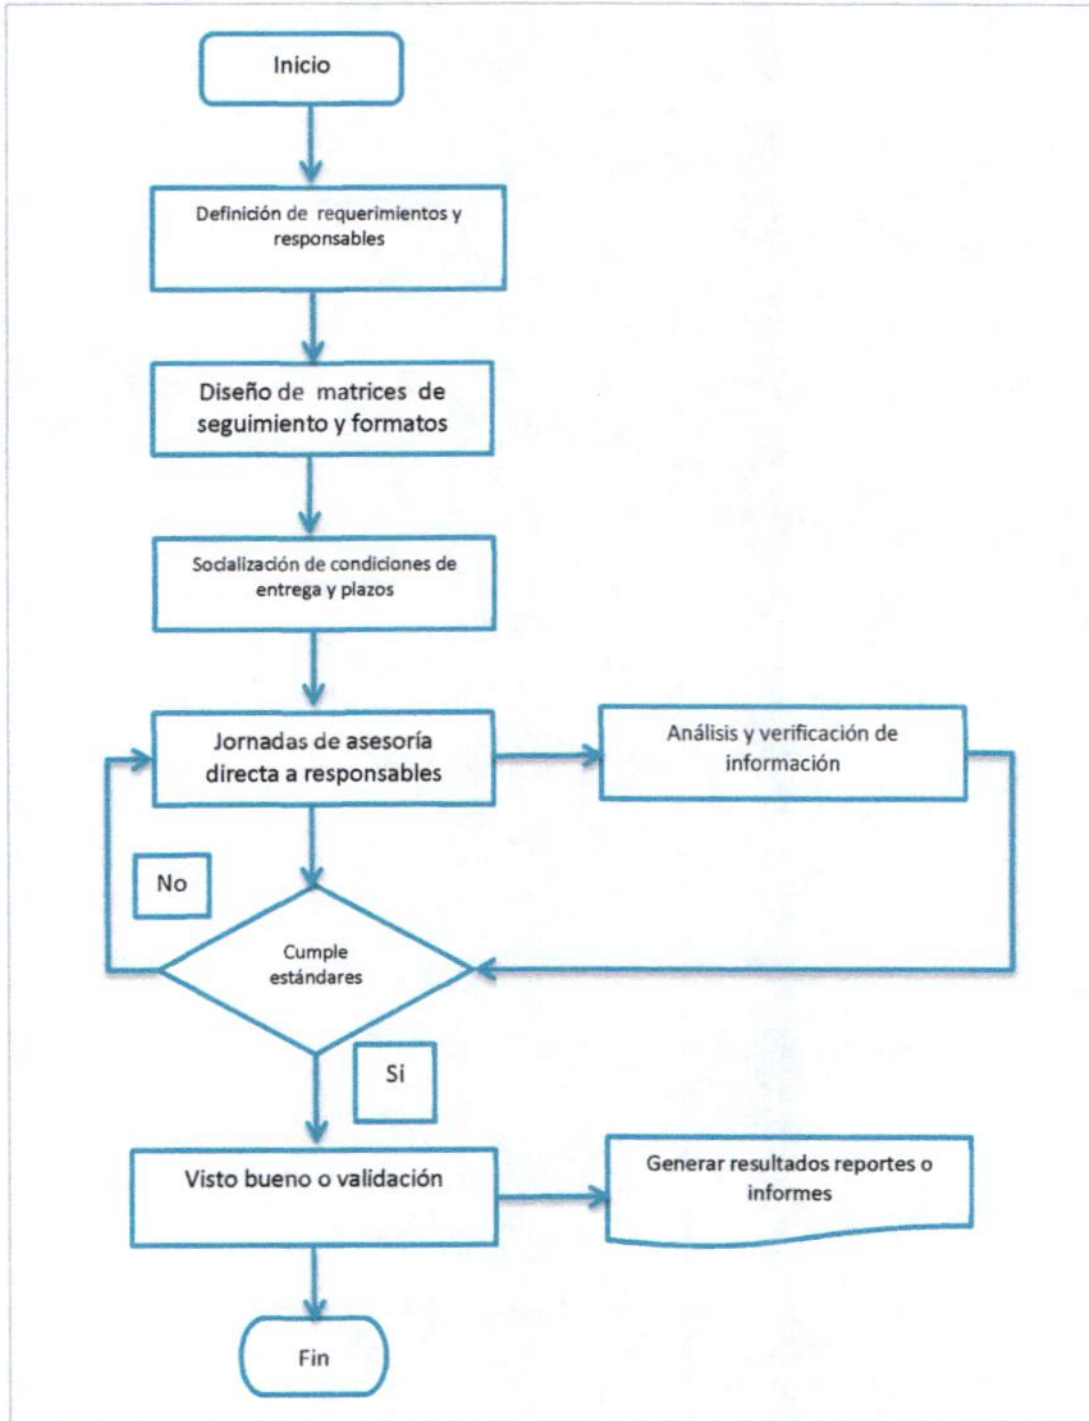 Inicio
Definición de requerimientos y
responsables
Diseño de matrices de
seguimiento y formatos
Socialización de condiciones de
entrega y plazos
Jornadas de asesoría
directa a responsables
Análisis y verificación de
información
No
Cumple
estándares
Si
Visto bueno o validación
Generar resultados reportes o
informes
Fin